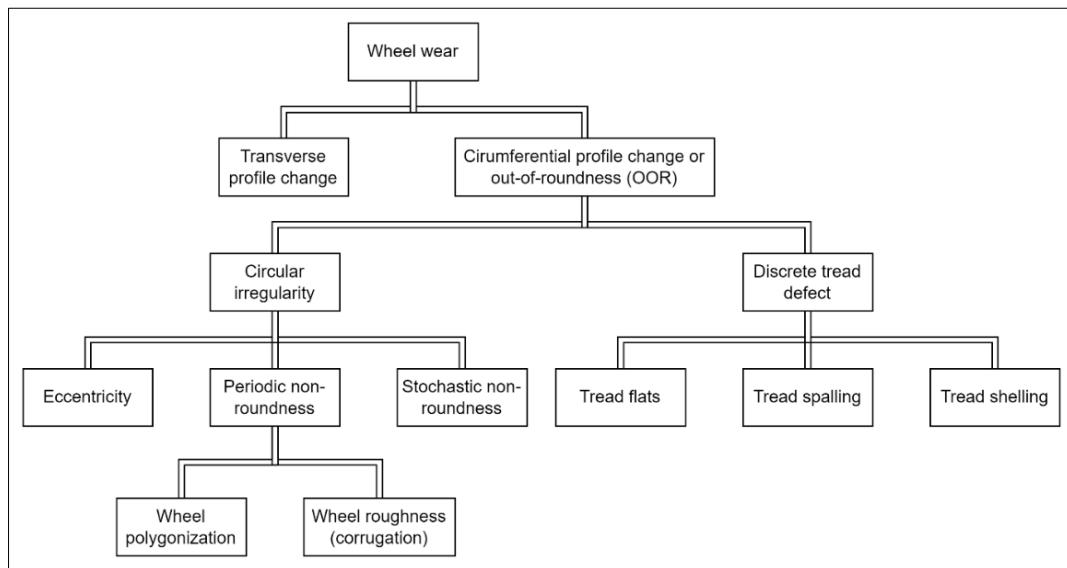 Wheel wear
Transverse
profile change
Cirumferential profile change or
out-of-roundness (OOR)
Circular
irregularity
Discrete tread
defect
Eccentricity
Periodic non-
roundness
Stochastic non-
roundness
Tread flats
Tread spalling
Tread shelling
Wheel
polygonization
Wheel roughness
(corrugation)